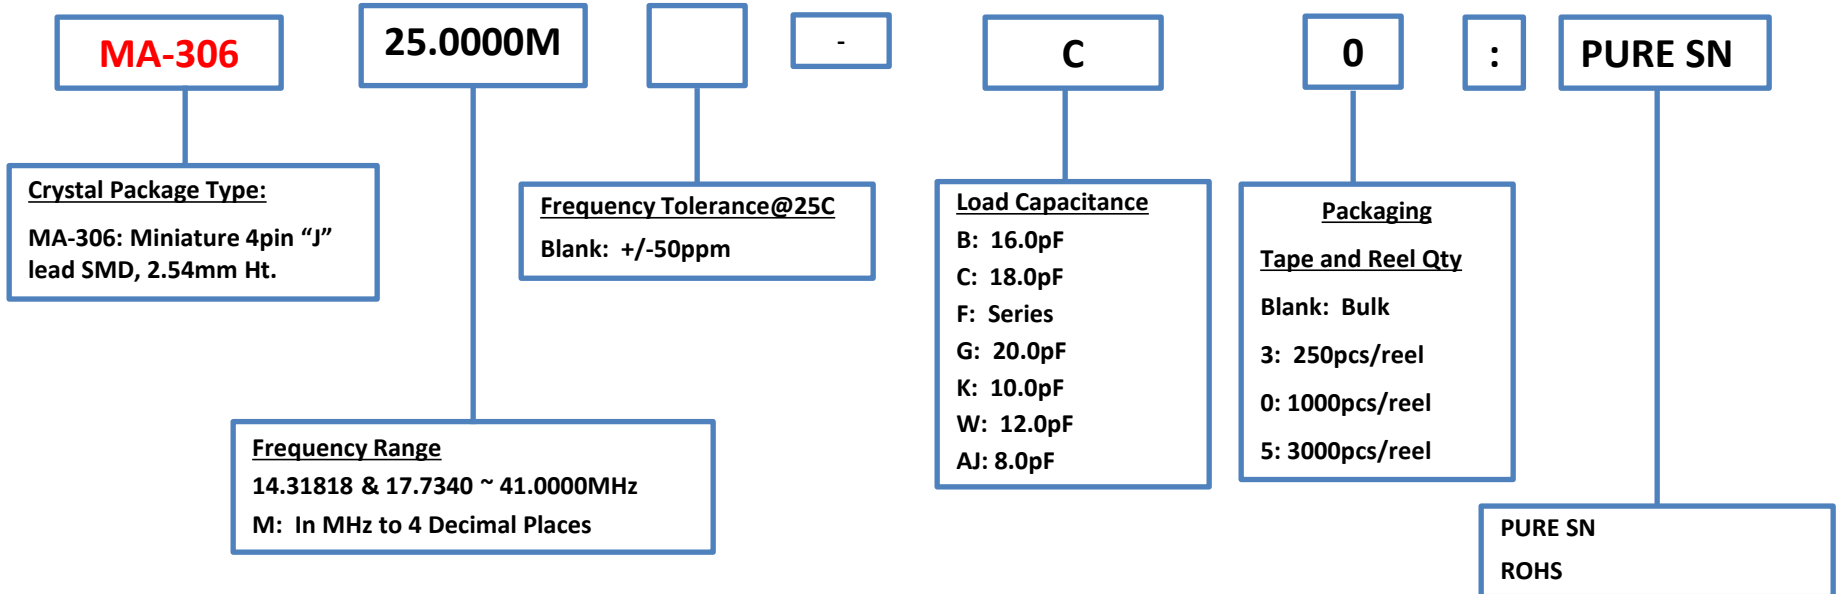 MA-306
25.0000M
-
C
0
:
PURE SN
Crystal Package Type:
MA-306: Miniature 4pin “J”
lead SMD, 2.54mm Ht.
Frequency Range
14.31818 & 17.7340 ~ 41.0000MHz
M: In MHz to 4 Decimal Places
Frequency Tolerance@25C
Blank: +/-50ppm
Load Capacitance
B: 16.0pF
C: 18.0pF
F: Series
G: 20.0pF
K: 10.0pF
W: 12.0pF
AJ: 8.0pF
Packaging
Tape and Reel Qty
Blank: Bulk
3: 250pcs/reel
0: 1000pcs/reel
5: 3000pcs/reel
PURE SN
ROHS